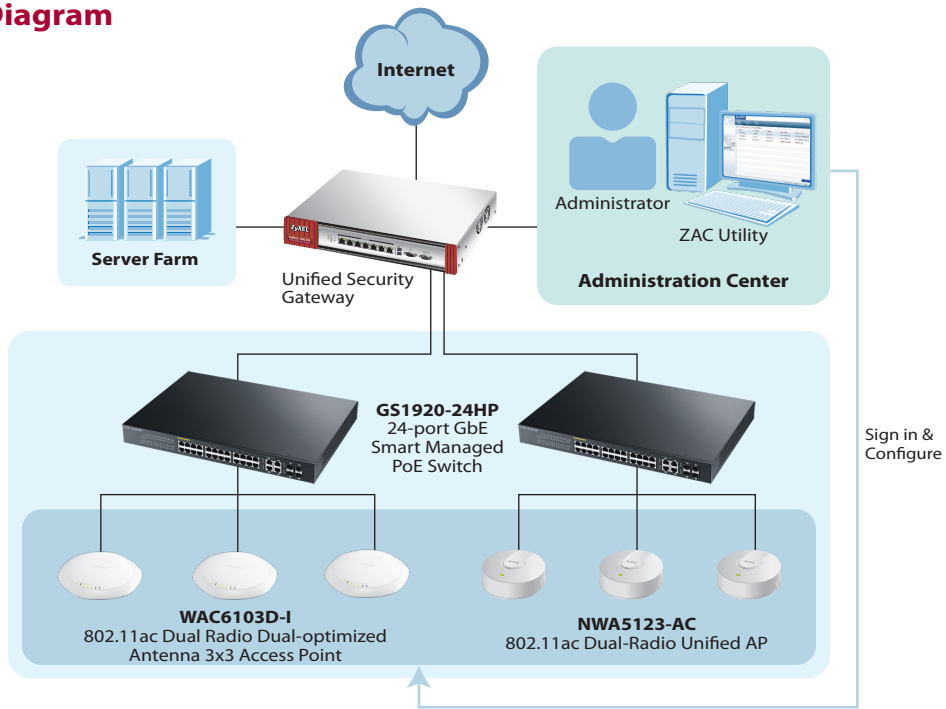 Diagram
Internet
Administrator
ZAC Utility
Administration Center
Server Farm
ZyXEL
Unified Security
Gateway
GS1920-24HP
24-port GbE
Smart Managed
PoE Switch
Sign in &
Configure
WAC6103D-I
802.11ac Dual Radio Dual-optimized
Antenna 3x3 Access Point
NWA5123-AC
802.11ac Dual-Radio Unified AP